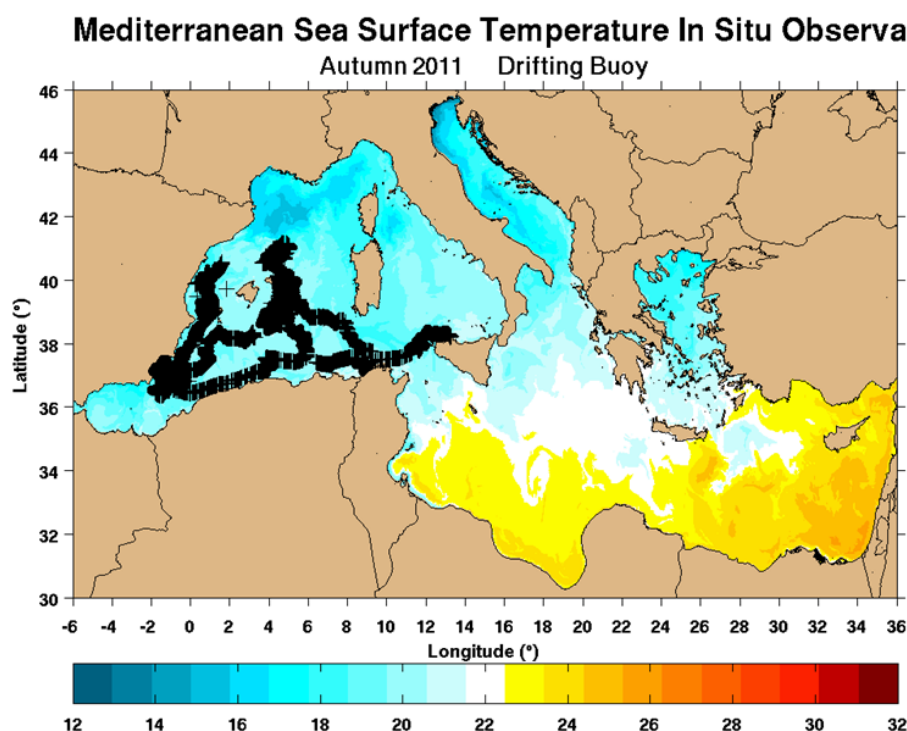 Mediterranean Sea Surface Temperature In Situ Observa
Autumn 2011 Drifting Buoy
46
44
42
40
38
36
34
32
30
Latitude (°)
-6 -4 -2 0 2 4 6 8 10 12 14 16 18 20 22 24 26 28 30 32 34 36
Longitude (°)
12 14 16 18 20 22 24 26 28 30 32